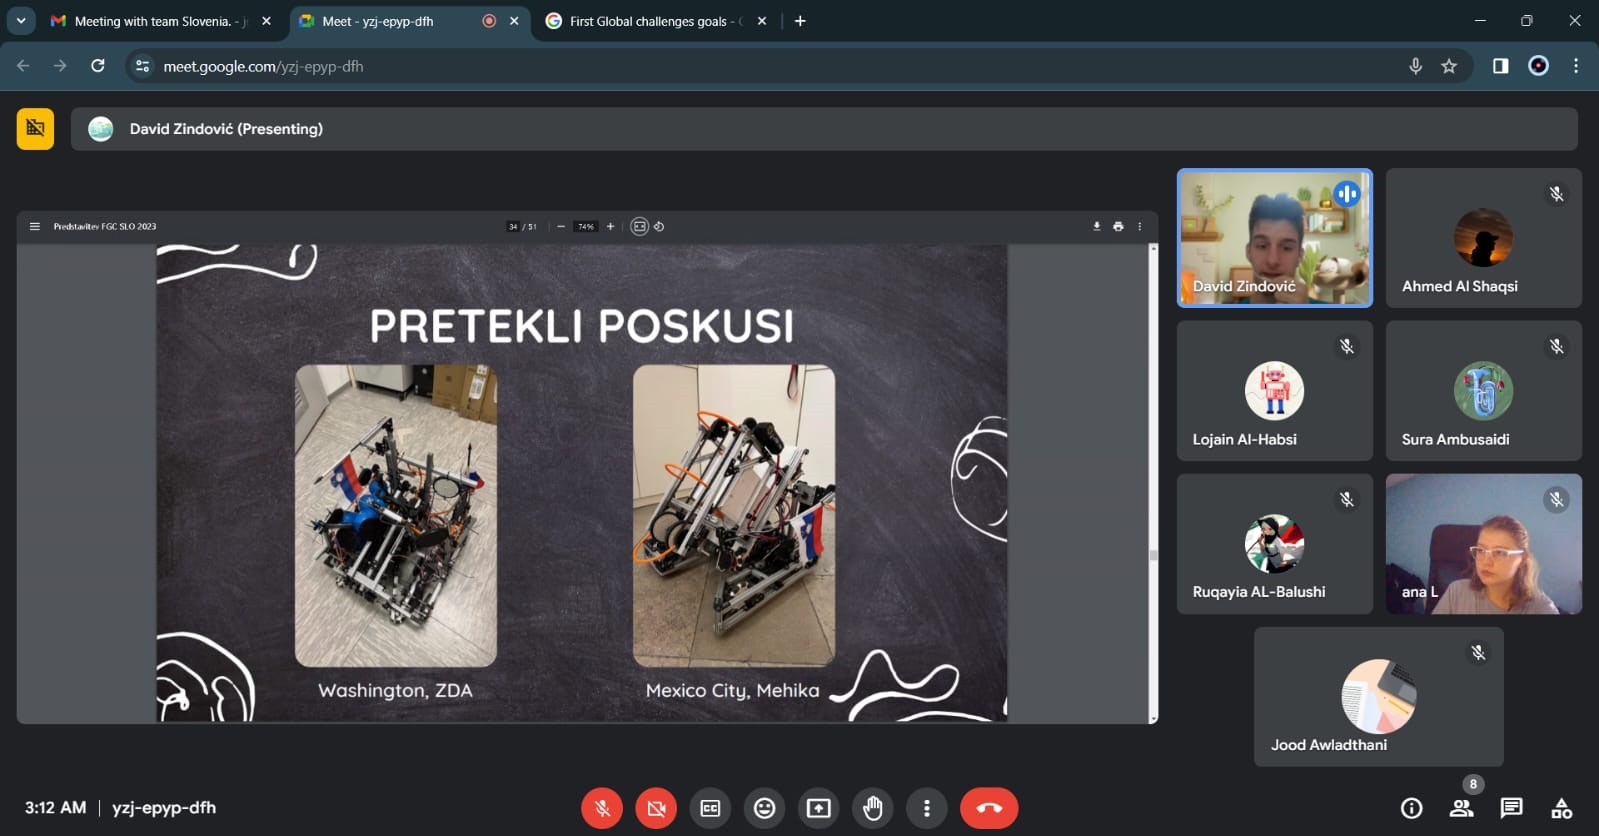 Meeting with team Slovenia. - j
Meet - yzj-epyp-dfh
First Global challenges goals -
meet.google.com/yzj-epyp-dfh
David Zindović (Presenting)
Predstavitev FGC SLO 2023
34 / 51
74%
PRETEKLI POSKUSI
Washington, ZDA
Mexico City, Mehika
David Zindović
Ahmed Al Shaqsi
Lojain Al-Habsi
Sura Ambusaidi
Ruqayia AL-Balushi
ana L
Jood Awladthani
3:12 AM | yzj-epyp-dfh
CC
8